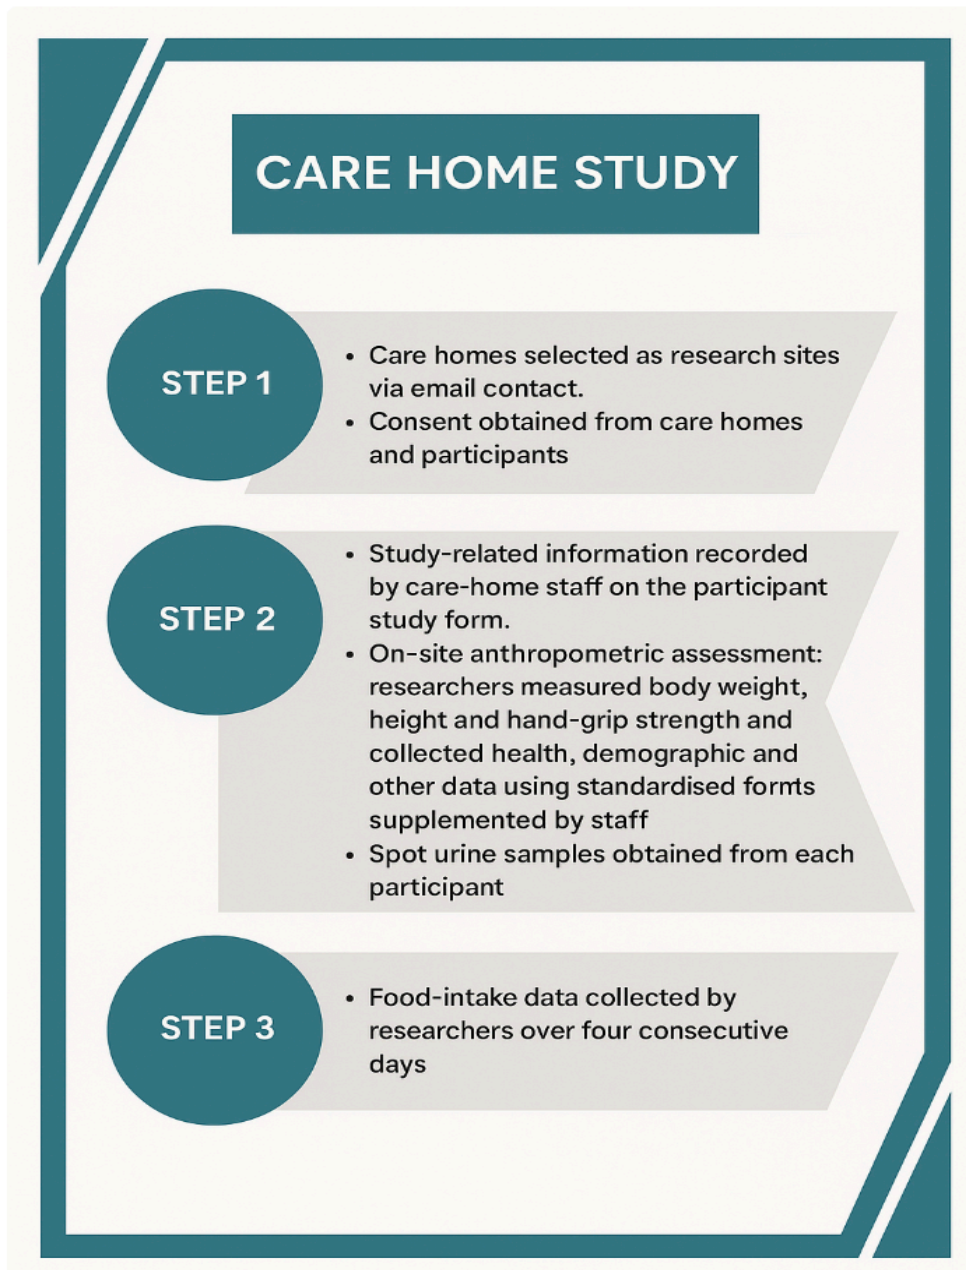 CARE HOME STUDY
STEP 1
• Care homes selected as research sites
via email contact.
• Consent obtained from care homes
and participants
STEP 2
• Study-related information recorded
by care-home staff on the participant
study form.
• On-site anthropometric assessment:
researchers measured body weight,
height and hand-grip strength and
collected health, demographic and
other data using standardised forms
supplemented by staff
• Spot urine samples obtained from each
participant
STEP 3
• Food-intake data collected by
researchers over four consecutive
days